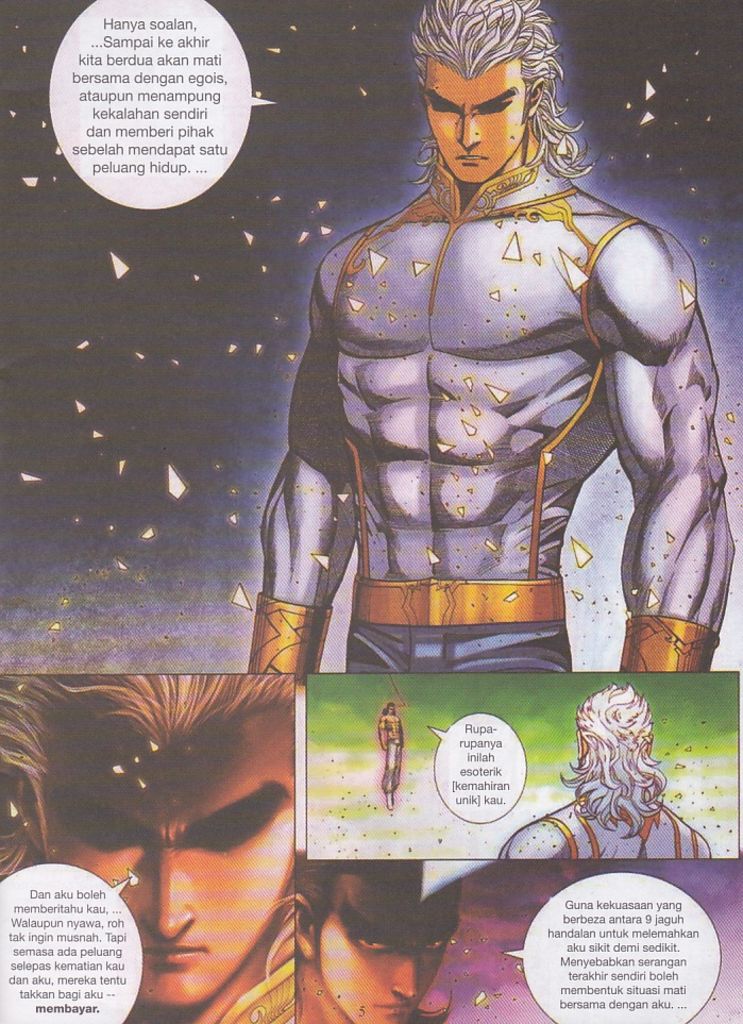 Hanya soalan,
...Sampai ke akhir
kita berdua akan mati
bersama dengan egois,
ataupun menampung
kekalahan sendiri
dan memberi pihak
sebelah mendapat satu
peluang hidup. ...
Rupa-
rupanya
inilah
esoterik
[kemahiran
unik] kau.
Dan aku boleh
memberitahu kau, ...
Walaupun nyawa, roh
tak ingin musnah. Tapi
semasa ada peluang
selepas kematian kau
dan aku, mereka tentu
takkan bagi aku --
membayar.
Guna kekuasaan yang
berbeza antara 9 jaguh
handalan untuk melemahkan
aku sikit demi sedikit.
Menyebabkan serangan
terakhir sendiri boleh
membentuk situasi mati
bersama dengan aku. ...
5